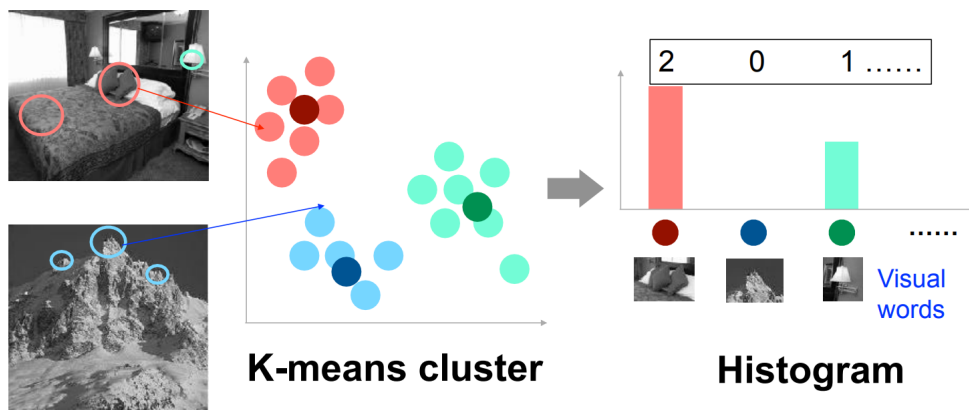 2 0 1 ......
......
Visual
words
K-means cluster
Histogram